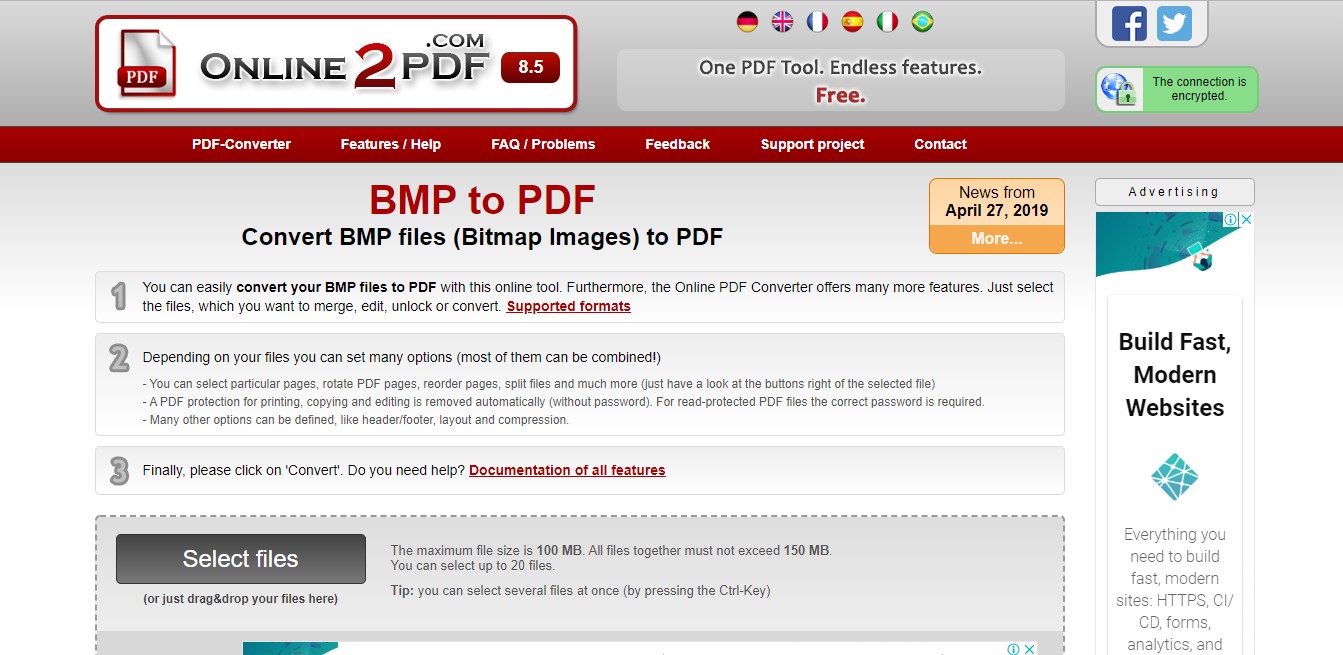 PDF
ONLINE2PDF
.COM
8.5
One PDF Tool. Endless features.
Free.
The connection is
encrypted.
PDF-Converter
Features / Help
FAQ / Problems
Feedback
Support project
Contact
BMP to PDF
Convert BMP files (Bitmap Images) to PDF
News from
April 27, 2019
More...
Advertising
1
You can easily convert your BMP files to PDF with this online tool. Furthermore, the Online PDF Converter offers many more features. Just select
the files, which you want to merge, edit, unlock or convert. Supported formats
2
Depending on your files you can set many options (most of them can be combined!)
- You can select particular pages, rotate PDF pages, reorder pages, split files and much more (just have a look at the buttons right of the selected file)
- A PDF protection for printing, copying and editing is removed automatically (without password). For read-protected PDF files the correct password is required.
- Many other options can be defined, like header/footer, layout and compression.
3
Finally, please click on 'Convert'. Do you need help? Documentation of all features
Select files
(or just drag&drop your files here)
The maximum file size is 100 MB. All files together must not exceed 150 MB.
You can select up to 20 files.
Tip: you can select several files at once (by pressing the Ctrl-Key)
Build Fast,
Modern
Websites
Everything you
need to build
fast, modern
sites: HTTPS, CI/
CD, forms,
analytics, and